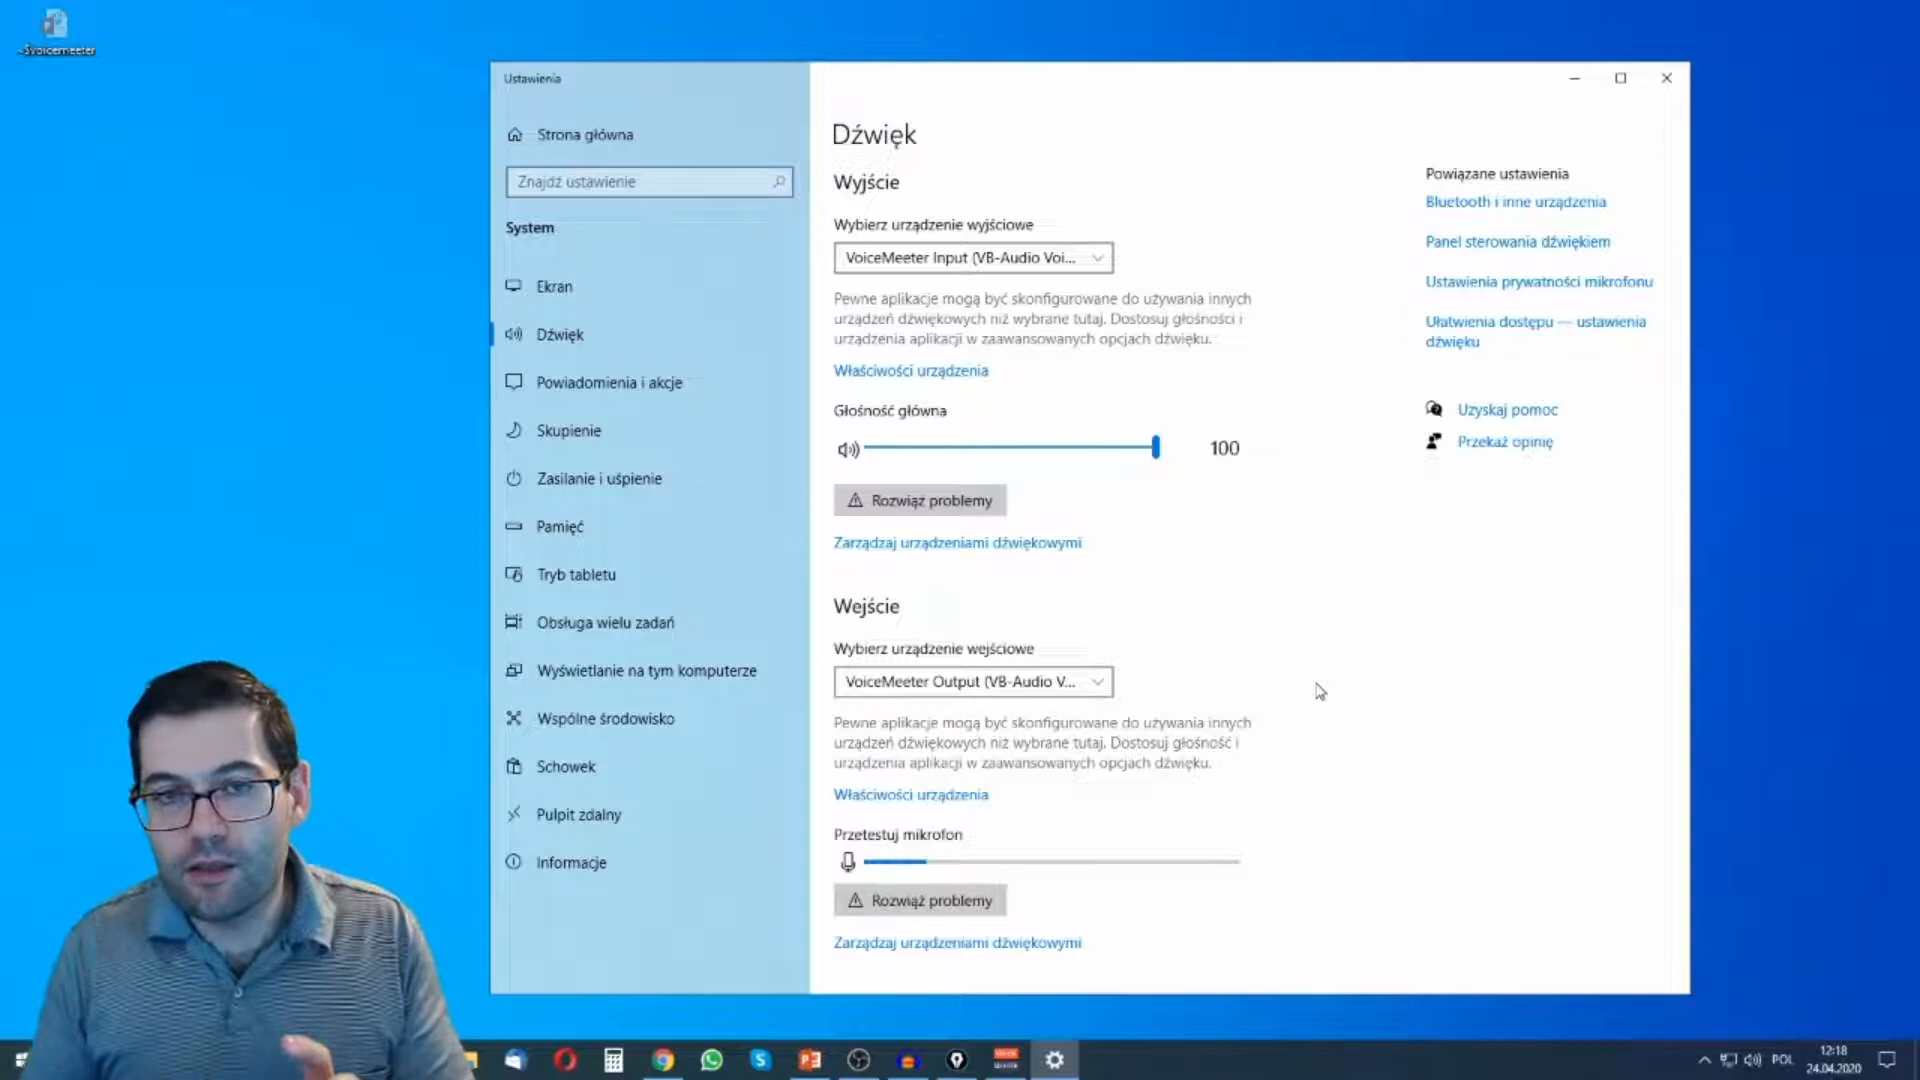 Ustawienia
Strona główna
Znajdź ustawienie
System
Ekran
Dźwięk
Powiadomienia i akcje
Skupienie
Zasilanie i uśpienie
Pamięć
Tryb tabletu
Obsługa wielu zadań
Wyświetlanie na tym komputerze
Wspólne środowisko
Schowek
Pulpit zdalny
Informacje
Dźwięk
Wyjście
Wybierz urządzenie wyjściowe
VoiceMeeter Input (VB-Audio Voi...
Pewne aplikacje mogą być skonfigurowane do używania innych
urządzeń dźwiękowych niż wybrane tutaj. Dostosuj głośności i
urządzenia aplikacji w zaawansowanych opcjach dźwięku.
Właściwości urządzenia
Głośność główna
100
Rozwiąż problemy
Zarządzaj urządzeniami dźwiękowymi
Wejście
Wybierz urządzenie wejściowe
VoiceMeeter Output (VB-Audio V...
Pewne aplikacje mogą być skonfigurowane do używania innych
urządzeń dźwiękowych niż wybrane tutaj. Dostosuj głośność i
urządzenia aplikacji w zaawansowanych opcjach dźwięku.
Właściwości urządzenia
Przetestuj mikrofon
Rozwiąż problemy
Zarządzaj urządzeniami dźwiękowymi
Powiązane ustawienia
Bluetooth i inne urządzenia
Panel sterowania dźwiękiem
Ustawienia prywatności mikrofonu
Ułatwienia dostępu — ustawienia
dźwięku
Uzyskaj pomoc
Przekaż opinię
POL
12:18
24.04.2020